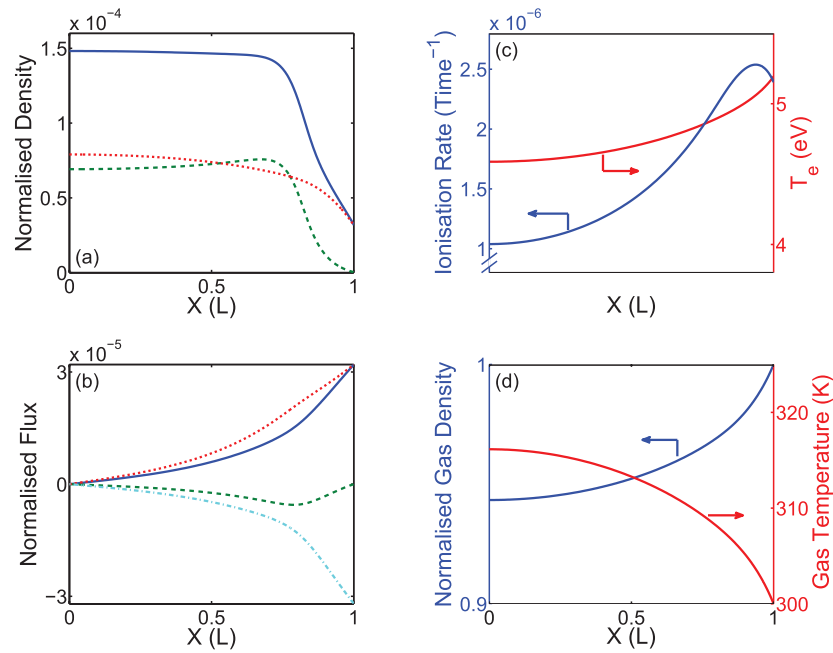 x 10⁻⁴
1.5
1
0.5
0
Normalised Density
(a)
0
0.5
1
X (L)
x 10⁻⁶
2.5
2
1.5
1
Ionisation Rate (Time⁻¹)
(c)
5
4
Tₑ (eV)
X (L)
x 10⁻⁵
3
0
−3
Normalised Flux
(b)
0
0.5
1
X (L)
1
0.9
Normalised Gas Density
(d)
320
310
300
Gas Temperature (K)
0
0.5
1
X (L)